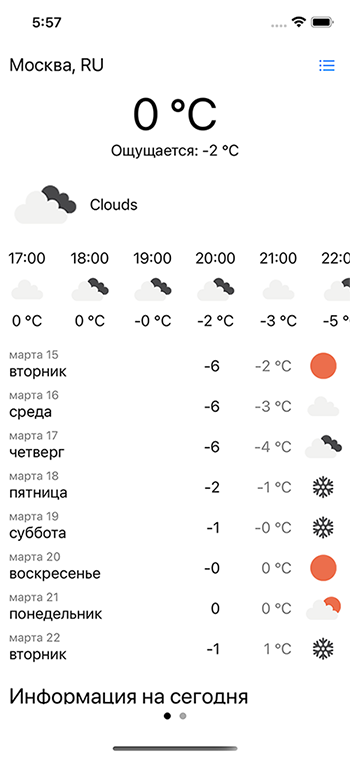 5:57
Москва, RU
0 °C
Ощущается: -2 °C
Clouds
17:00 18:00 19:00 20:00 21:00 22:0
0 °C 0 °C -0 °C -2 °C -3 °C -5 °
марта 15
вторник -6 -2 °C
марта 16
среда -6 -3 °C
марта 17
четверг -6 -4 °C
марта 18
пятница -2 -1 °C
марта 19
суббота -1 -0 °C
марта 20
воскресенье -0 0 °C
марта 21
понедельник 0 0 °C
марта 22
вторник -1 1 °C
Информация на сегодня